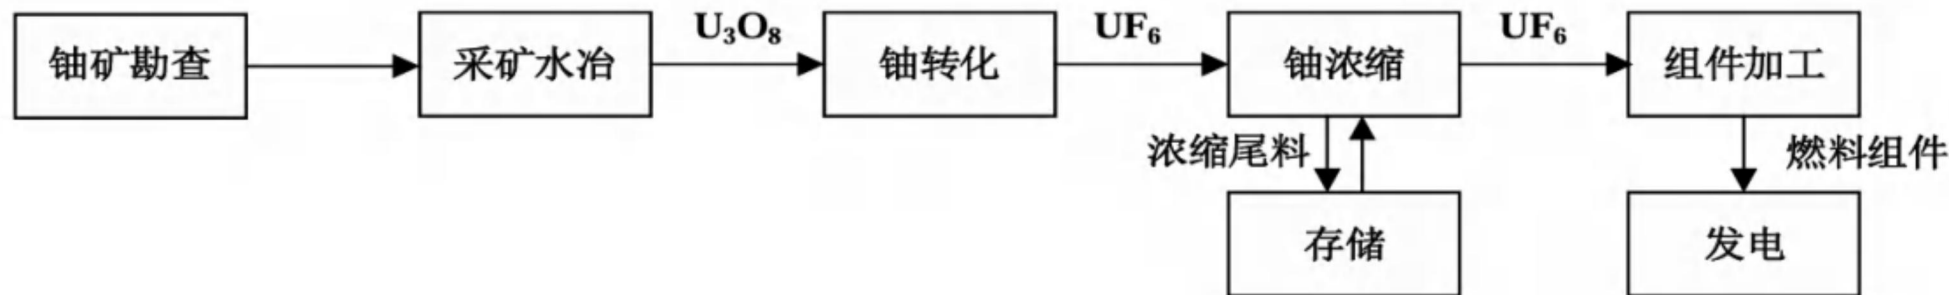 铀矿勘查
采矿水冶
U₃O₈
铀转化
UF₆
铀浓缩
UF₆
组件加工
浓缩尾料
燃料组件
存储
发电